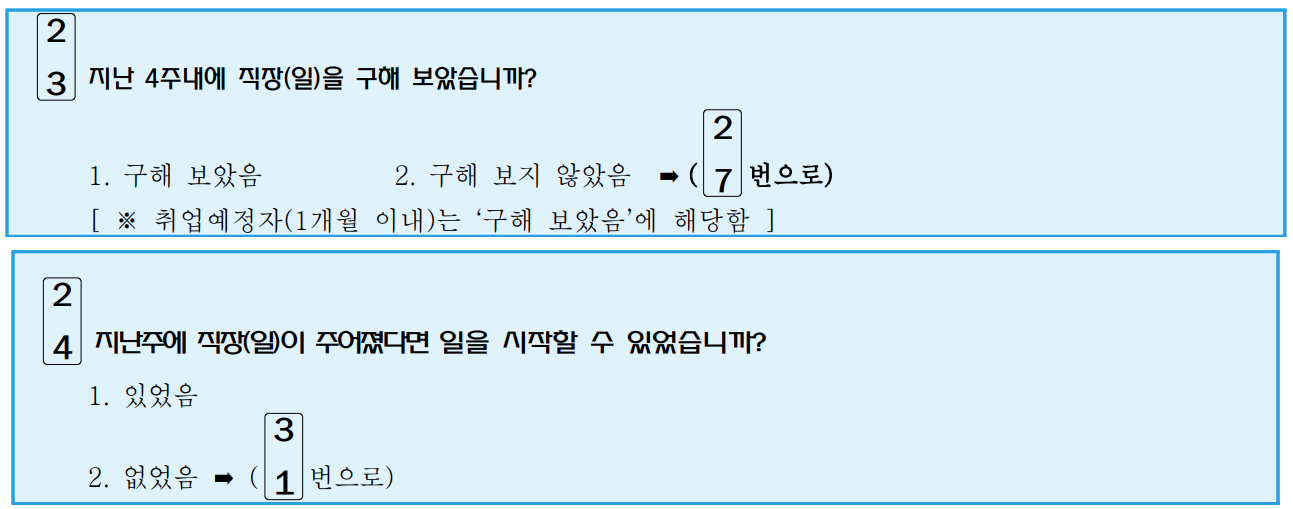 23 지난 4주내에 직장(일)을 구해 보았습니까?
1. 구해 보았음 2. 구해 보지 않았음 ➡ (27번으로)
[ ※ 취업예정자(1개월 이내)는 ‘구해 보았음’에 해당함 ]
24 지난주에 직장(일)이 주어졌다면 일을 시작할 수 있었습니까?
1. 있었음
2. 없었음 ➡ (31번으로)